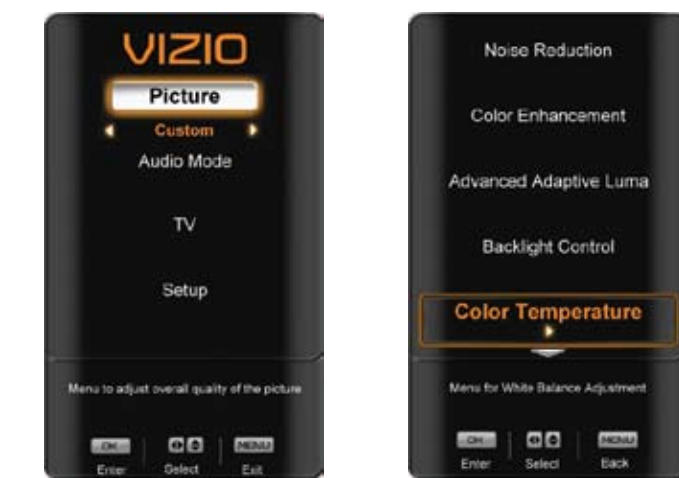 VIZIO
Picture
Custom
Audio Mode
TV
Setup
Menu to adjust overall quality of the picture
OK
MENU
Enter
Select
Exit
Noise Reduction
Color Enhancement
Advanced Adaptive Luma
Backlight Control
Color Temperature
Menu for White Balance Adjustment
OK
MENU
Enter
Select
Back